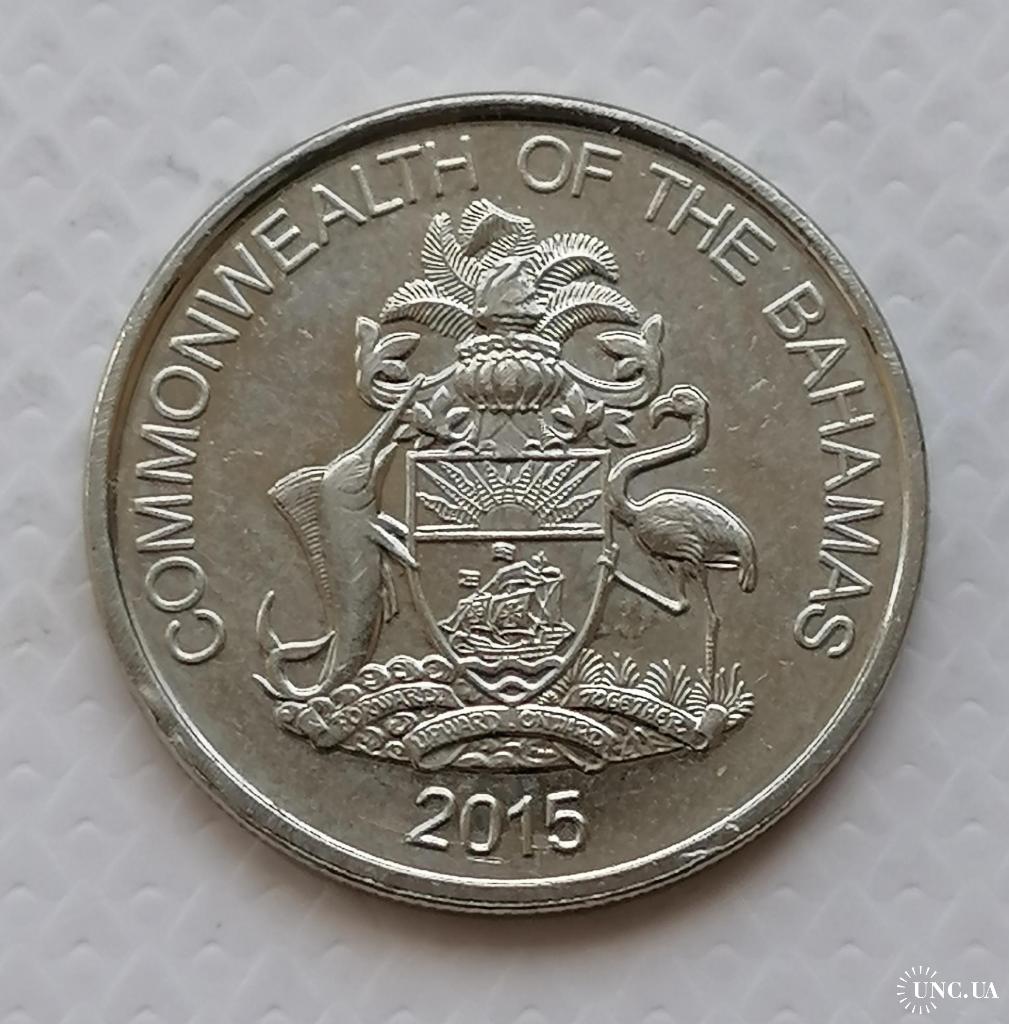 COMMONWEALTH OF THE BAHAMAS
FORWARD UPWARD ONWARD TOGETHER
2015
UNC.UA